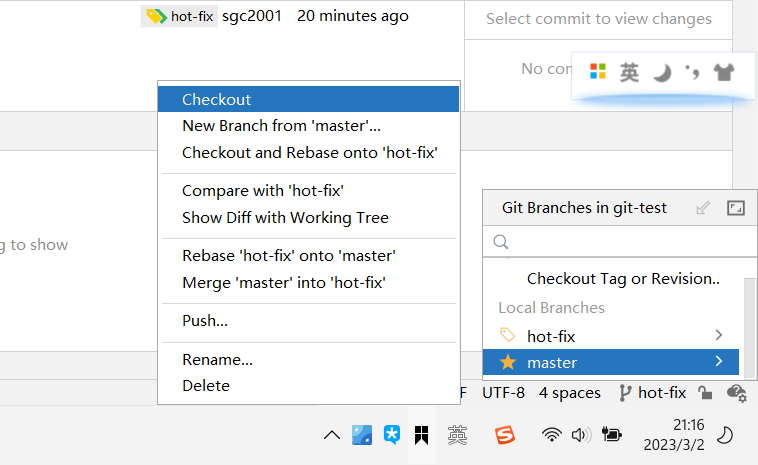 hot-fix sgc2001 20 minutes ago
Select commit to view changes
No com
英
Checkout
New Branch from 'master'...
Checkout and Rebase onto 'hot-fix'
Compare with 'hot-fix'
Show Diff with Working Tree
Rebase 'hot-fix' onto 'master'
Merge 'master' into 'hot-fix'
Push...
Rename...
Delete
g to show
Git Branches in git-test
Checkout Tag or Revision..
Local Branches
hot-fix
master
F UTF-8 4 spaces hot-fix
英
21:16
2023/3/2